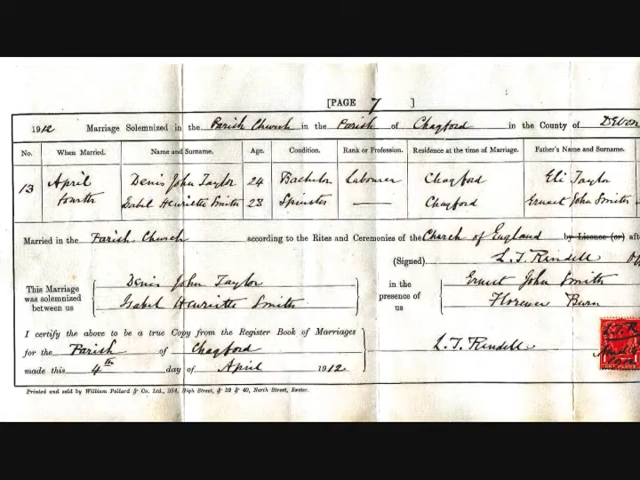 [PAGE 7 ]
1912 Marriage Solemnized in the Parish Church in the Parish of Chagford in the County of Devon
No. When Married. Name and Surname. Age. Condition. Rank or Profession. Residence at the time of Marriage. Father's Name and Surname.
13 April fourth
Denis John Taylor 24 Bachelor Labourer Chagford Eli Taylor
Isabel Henrietta Smith 23 Spinster — Chagford Ernest John Smith
Married in the Parish Church according to the Rites and Ceremonies of the Church of England by Licence (or) after
(Signed) L.T. Rendell
This Marriage was solemnized between us
Denis John Taylor
Isabel Henrietta Smith
in the presence of us
Ernest John Smith
Florence Burn
I certify the above to be a true Copy from the Register Book of Marriages
for the Parish of Chagford
L.T. Rendell
made this 4th day of April 1912
Printed and sold by William Pollard & Co. Ltd., High Street, & 39 & 40, North Street, Exeter.